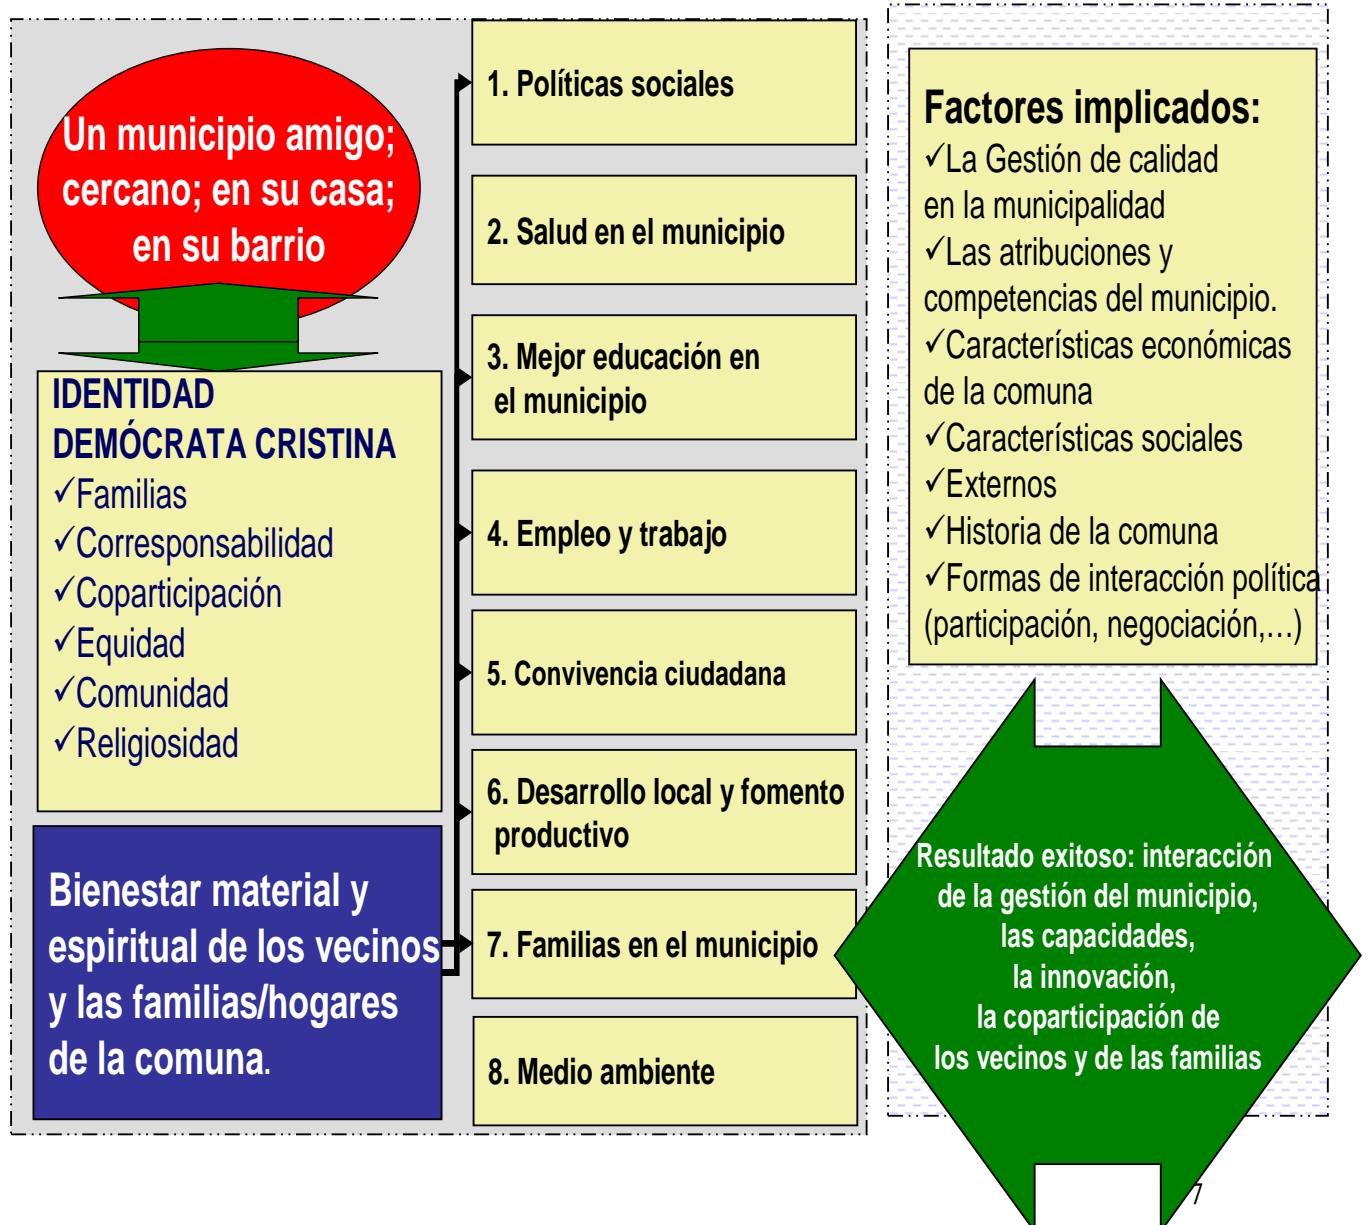 Un municipio amigo;
cercano; en su casa;
en su barrio
IDENTIDAD
DEMÓCRATA CRISTINA
✓Familias
✓Corresponsabilidad
✓Coparticipación
✓Equidad
✓Comunidad
✓Religiosidad
Bienestar material y
espiritual de los vecinos
y las familias/hogares
de la comuna.
1. Políticas sociales
2. Salud en el municipio
3. Mejor educación en
el municipio
4. Empleo y trabajo
5. Convivencia ciudadana
6. Desarrollo local y fomento
productivo
7. Familias en el municipio
8. Medio ambiente
Factores implicados:
✓La Gestión de calidad
en la municipalidad
✓Las atribuciones y
competencias del municipio.
✓Características económicas
de la comuna
✓Características sociales
✓Externos
✓Historia de la comuna
✓Formas de interacción política
(participación, negociación,…)
Resultado exitoso: interacción
de la gestión del municipio,
las capacidades,
la innovación,
la coparticipación de
los vecinos y de las familias
7